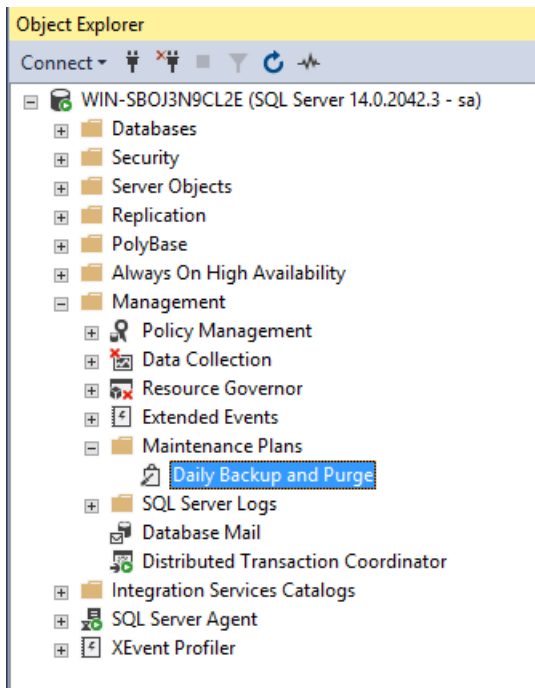 Object Explorer
Connect
WIN-SBOJ3N9CL2E (SQL Server 14.0.2042.3 - sa)
Databases
Security
Server Objects
Replication
PolyBase
Always On High Availability
Management
Policy Management
Data Collection
Resource Governor
Extended Events
Maintenance Plans
Daily Backup and Purge
SQL Server Logs
Database Mail
Distributed Transaction Coordinator
Integration Services Catalogs
SQL Server Agent
XEvent Profiler